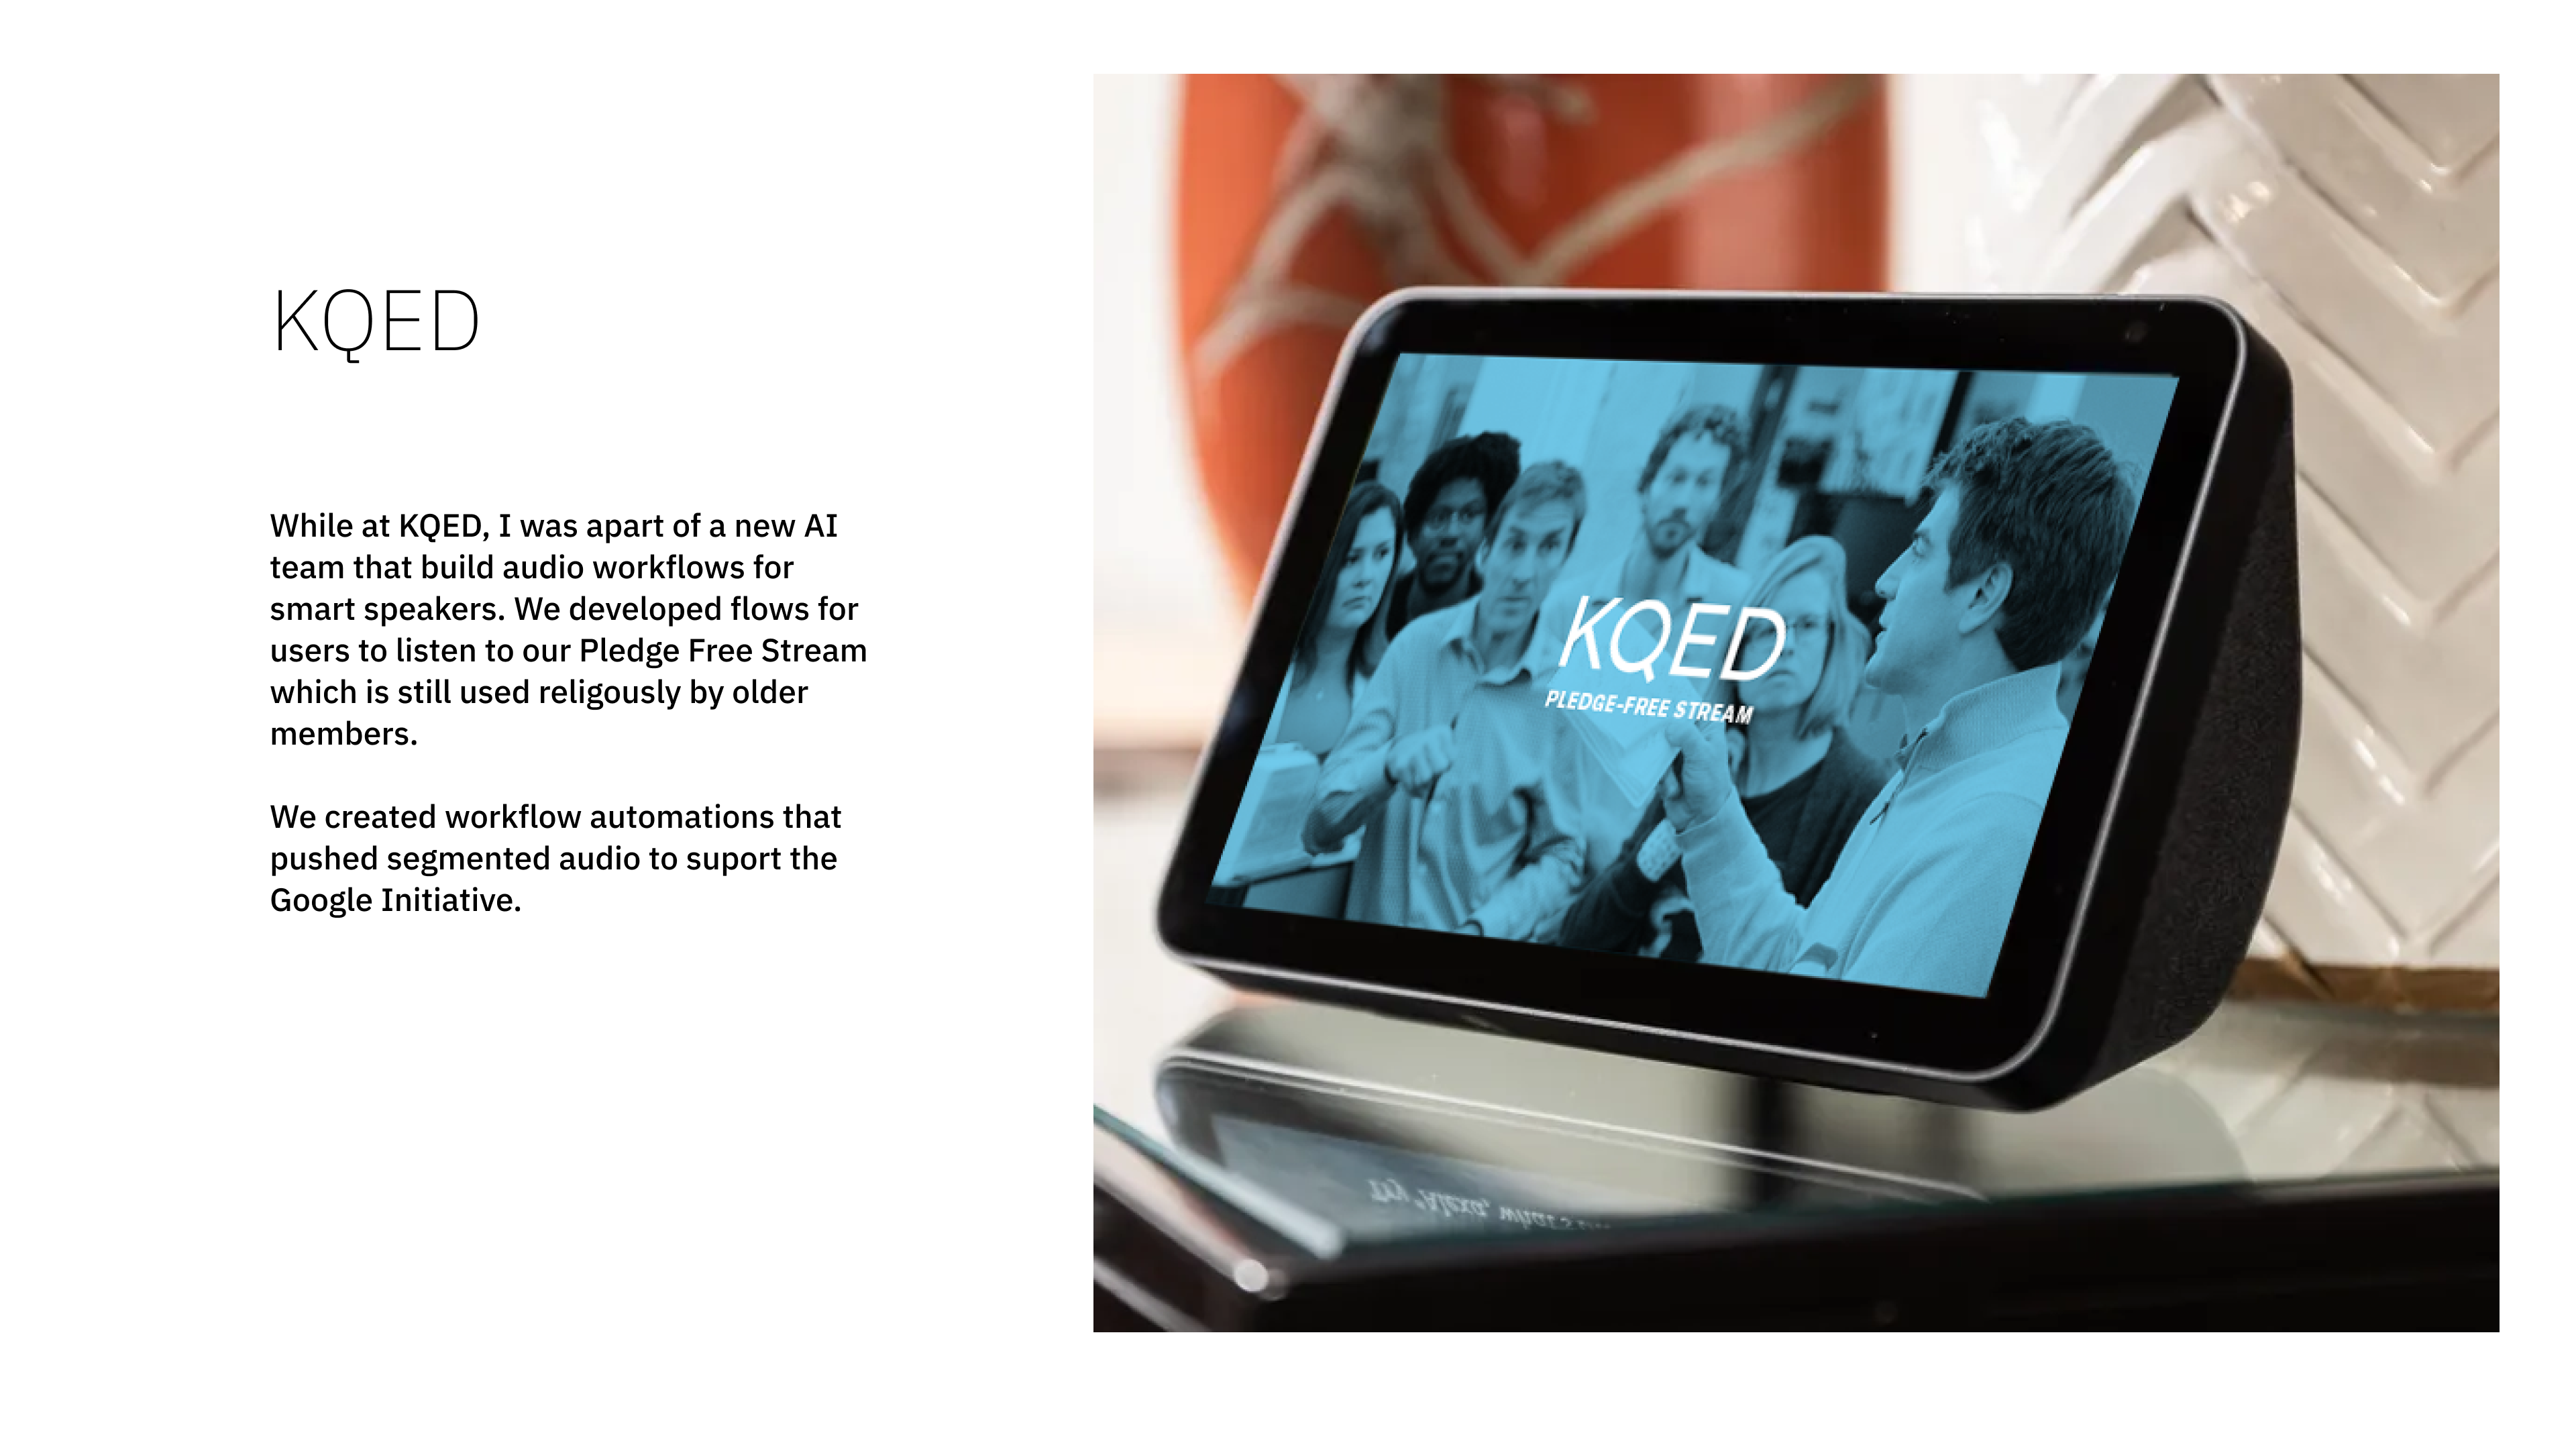 KQED
While at KQED, I was apart of a new AI
team that build audio workflows for
smart speakers. We developed flows for
users to listen to our Pledge Free Stream
which is still used religously by older
members.
We created workflow automations that
pushed segmented audio to suport the
Google Initiative.
KQED
PLEDGE-FREE STREAM
Try "Alexa, what's